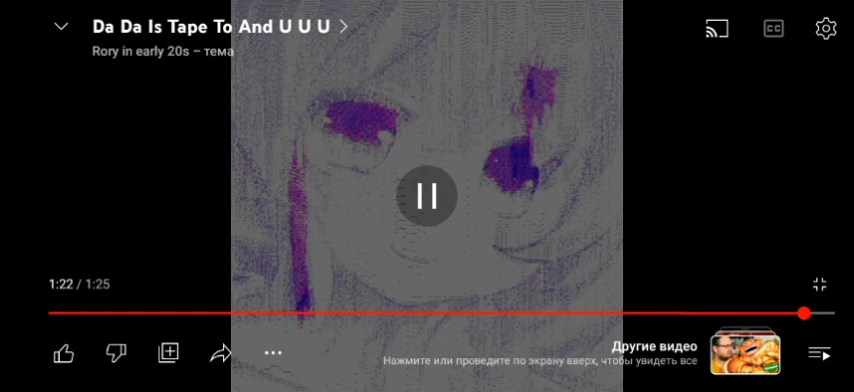 Da Da Is Tape To And U U U
Rory in early 20s – тема
CC
1:22 / 1:25
Другие видео
Нажмите или проведите по экрану вверх, чтобы увидеть все